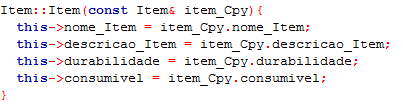 Item::Item(const Item& item_Cpy){
this->nome_Item = item_Cpy.nome_Item;
this->descricao_Item = item_Cpy.descricao_Item;
this->durabilidade = item_Cpy.durabilidade;
this->consumivel = item_Cpy.consumivel;
}